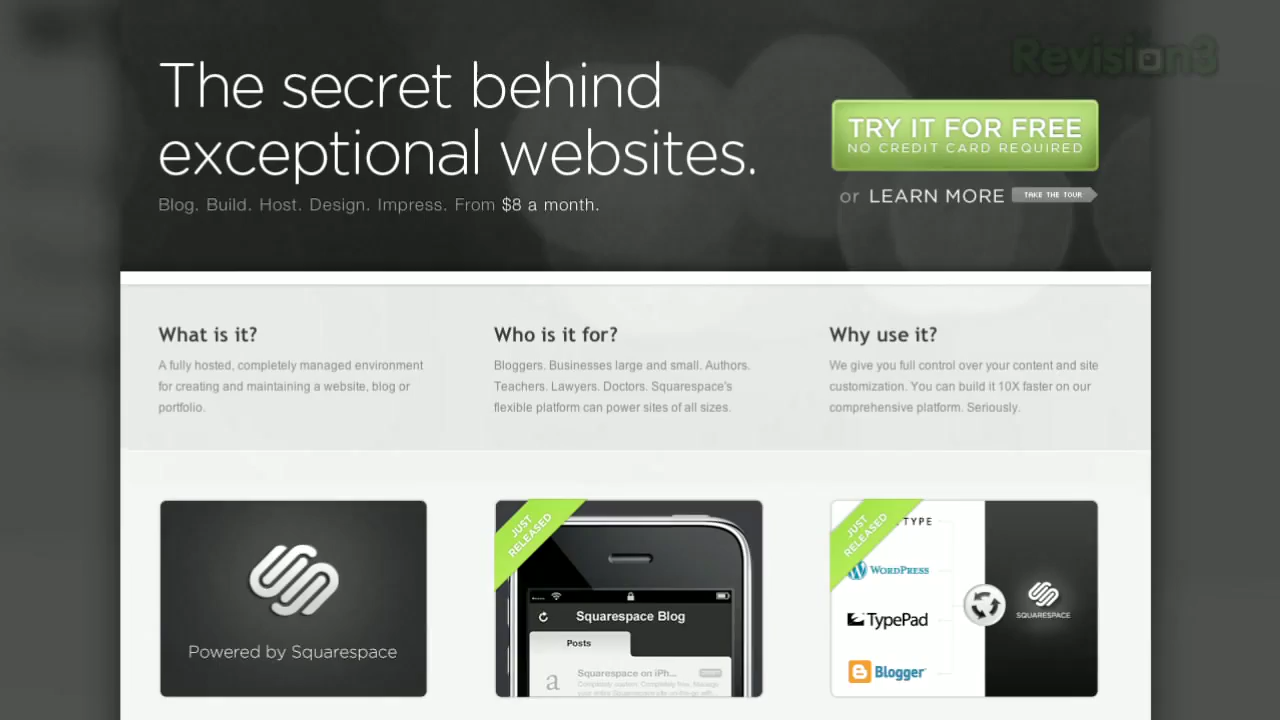 Revision3
The secret behind
exceptional websites.
Blog. Build. Host. Design. Impress. From $8 a month.
TRY IT FOR FREE
NO CREDIT CARD REQUIRED
or LEARN MORE TAKE THE TOUR
What is it?
A fully hosted, completely managed environment
for creating and maintaining a website, blog or
portfolio.
Who is it for?
Bloggers. Businesses large and small. Authors.
Teachers. Lawyers. Doctors. Squarespace's
flexible platform can power sites of all sizes.
Why use it?
We give you full control over your content and site
customization. You can build it 10X faster on our
comprehensive platform. Seriously.
Powered by Squarespace
JUST
RELEASED
Squarespace Blog
Posts
a
Squarespace on iPh...
JUST
RELEASED
TYPE
WORDPRESS
TypePad
Blogger
SQUARESPACE